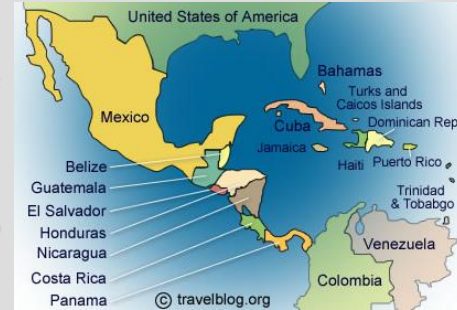 United States of America
Bahamas
Turks and
Caicos Islands
Mexico
Cuba
Dominican Rep
Jamaica
Haiti
Puerto Rico
Belize
Guatemala
El Salvador
Honduras
Nicaragua
Costa Rica
Panama
Trinidad
& Tobabgo
Venezuela
Colombia
© travelblog.org